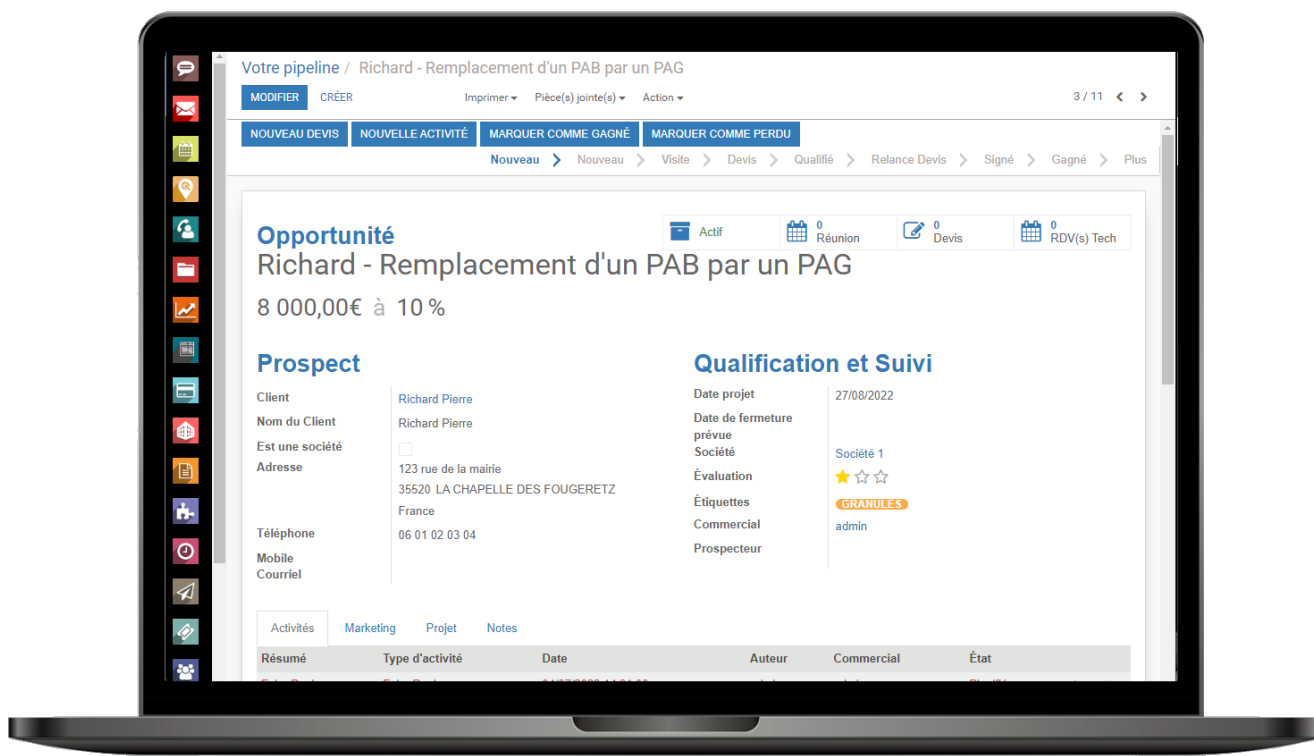 Votre pipeline / Richard - Remplacement d'un PAB par un PAG
MODIFIER CRÉER Imprimer Pièce(s) jointe(s) Action 3 / 11
NOUVEAU DEVIS NOUVELLE ACTIVITÉ MARQUER COMME GAGNÉ MARQUER COMME PERDU
Nouveau Nouveau Visite Devis Qualifié Relance Devis Signé Gagné Plus
Actif 0 Réunion 0 Devis 0 RDV(s) Tech
Opportunité
Richard - Remplacement d'un PAB par un PAG
8 000,00€ à 10 %
Prospect
Client Richard Pierre
Nom du Client Richard Pierre
Est une société
Adresse 123 rue de la mairie
35520 LA CHAPELLE DES FOUGERETZ
France
Téléphone 06 01 02 03 04
Mobile
Courriel
Qualification et Suivi
Date projet 27/08/2022
Date de fermeture
prévue
Société Société 1
Évaluation
Étiquettes GRANULES
Commercial admin
Prospecteur
Activités Marketing Projet Notes
Résumé Type d'activité Date Auteur Commercial État